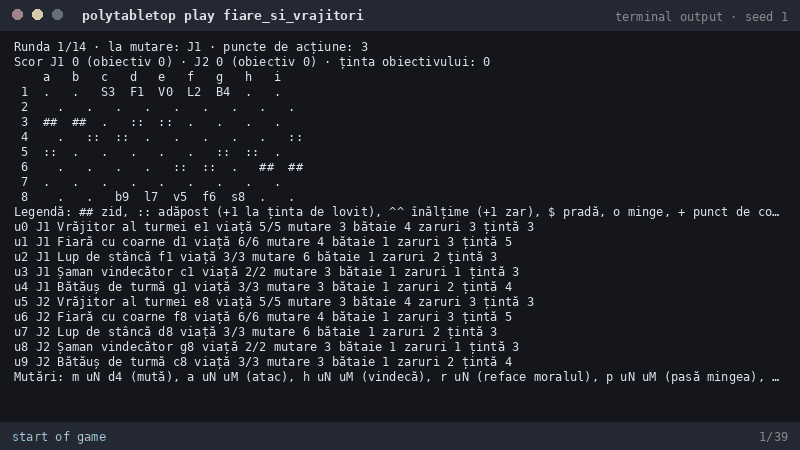 polytabletop play fiare_si_vrajitori
terminal output · seed 1
Runda 1/14 · la mutare: J1 · puncte de acțiune: 3
Scor J1 0 (obiectiv 0) · J2 0 (obiectiv 0) · ținta obiectivului: 0
a b c d e f g h i
1 . . S3 F1 V0 L2 B4 . .
2 . . . . . . . . .
3 ## ## . :: :: . . . .
4 . :: :: . . . . . ::
5 :: . . . . . :: :: .
6 . . . . :: :: . ## ##
7 . . . . . . . . .
8 . . b9 l7 v5 f6 s8 . .
Legendă: ## zid, :: adăpost (+1 la ținta de lovit), ^^ înălțime (+1 zar), $ pradă, o minge, + punct de co…
u0 J1 Vrăjitor al turmei e1 viață 5/5 mutare 3 bătaie 4 zaruri 3 țintă 3
u1 J1 Fiară cu coarne d1 viață 6/6 mutare 4 bătaie 1 zaruri 3 țintă 5
u2 J1 Lup de stâncă f1 viață 3/3 mutare 6 bătaie 1 zaruri 2 țintă 3
u3 J1 Șaman vindecător c1 viață 2/2 mutare 3 bătaie 1 zaruri 1 țintă 3
u4 J1 Bătăuș de turmă g1 viață 3/3 mutare 3 bătaie 1 zaruri 2 țintă 4
u5 J2 Vrăjitor al turmei e8 viață 5/5 mutare 3 bătaie 4 zaruri 3 țintă 3
u6 J2 Fiară cu coarne f8 viață 6/6 mutare 4 bătaie 1 zaruri 3 țintă 5
u7 J2 Lup de stâncă d8 viață 3/3 mutare 6 bătaie 1 zaruri 2 țintă 3
u8 J2 Șaman vindecător g8 viață 2/2 mutare 3 bătaie 1 zaruri 1 țintă 3
u9 J2 Bătăuș de turmă c8 viață 3/3 mutare 3 bătaie 1 zaruri 2 țintă 4
Mutări: m uN d4 (mută), a uN uM (atac), h uN uM (vindecă), r uN (reface moralul), p uN uM (pasă mingea), …
start of game
1/39